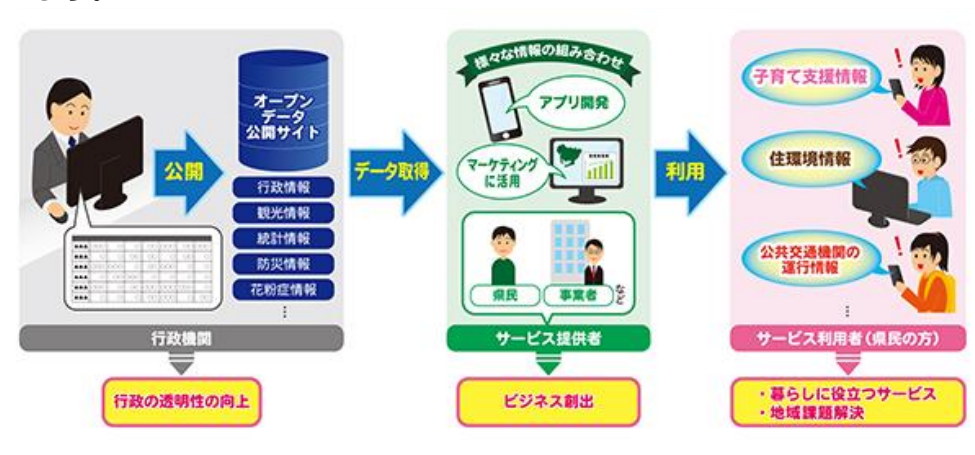 オープン
データ
公開サイト
公開
行政情報
観光情報
統計情報
防災情報
花粉症情報
⋮
行政機関
行政の透明性の向上
データ取得
様々な情報の組み合わせ
アプリ開発
マーケティング
に活用
県民
事業者
など
サービス提供者
ビジネス創出
利用
!
子育て支援情報
!
住環境情報
!
公共交通機関の
運行情報
⋮
サービス利用者(県民の方)
・暮らしに役立つサービス
・地域課題解決